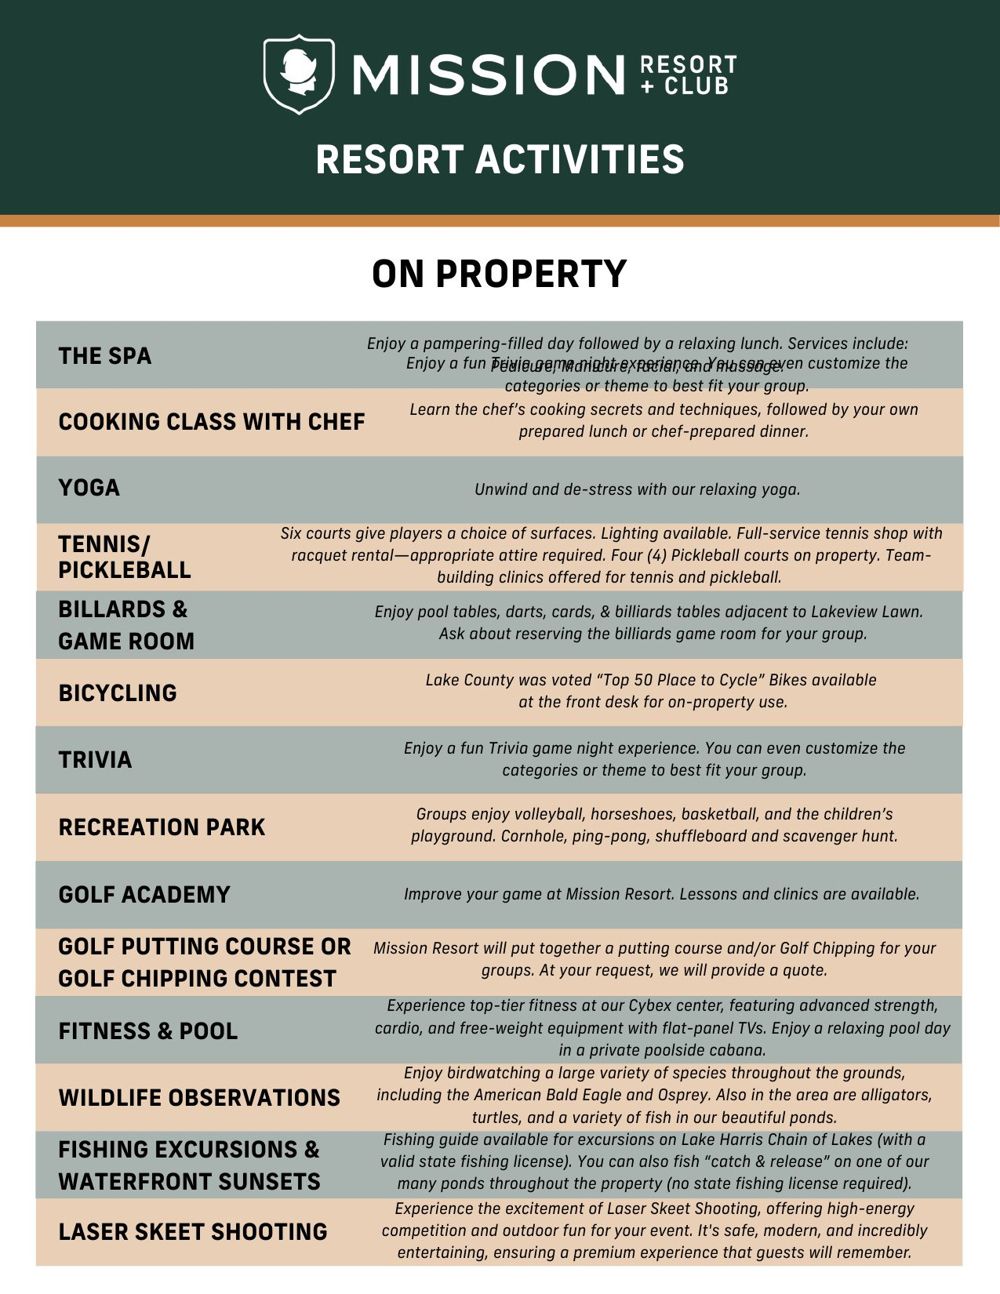 MISSION RESORT
+ CLUB
RESORT ACTIVITIES
ON PROPERTY
THE SPA
Enjoy a pampering-filled day followed by a relaxing lunch. Services include:
Pedicure, Manicure, facial, and massage.
Enjoy a fun Trivia game night experience. You can even customize the
categories or theme to best fit your group.
COOKING CLASS WITH CHEF
Learn the chef’s cooking secrets and techniques, followed by your own
prepared lunch or chef-prepared dinner.
YOGA
Unwind and de-stress with our relaxing yoga.
TENNIS/
PICKLEBALL
Six courts give players a choice of surfaces. Lighting available. Full-service tennis shop with
racquet rental—appropriate attire required. Four (4) Pickleball courts on property. Team-
building clinics offered for tennis and pickleball.
BILLARDS &
GAME ROOM
Enjoy pool tables, darts, cards, & billiards tables adjacent to Lakeview Lawn.
Ask about reserving the billiards game room for your group.
BICYCLING
Lake County was voted “Top 50 Place to Cycle” Bikes available
at the front desk for on-property use.
TRIVIA
Enjoy a fun Trivia game night experience. You can even customize the
categories or theme to best fit your group.
RECREATION PARK
Groups enjoy volleyball, horseshoes, basketball, and the children’s
playground. Cornhole, ping-pong, shuffleboard and scavenger hunt.
GOLF ACADEMY
Improve your game at Mission Resort. Lessons and clinics are available.
GOLF PUTTING COURSE OR
GOLF CHIPPING CONTEST
Mission Resort will put together a putting course and/or Golf Chipping for your
groups. At your request, we will provide a quote.
FITNESS & POOL
Experience top-tier fitness at our Cybex center, featuring advanced strength,
cardio, and free-weight equipment with flat-panel TVs. Enjoy a relaxing pool day
in a private poolside cabana.
WILDLIFE OBSERVATIONS
Enjoy birdwatching a large variety of species throughout the grounds,
including the American Bald Eagle and Osprey. Also in the area are alligators,
turtles, and a variety of fish in our beautiful ponds.
FISHING EXCURSIONS &
WATERFRONT SUNSETS
Fishing guide available for excursions on Lake Harris Chain of Lakes (with a
valid state fishing license). You can also fish “catch & release” on one of our
many ponds throughout the property (no state fishing license required).
LASER SKEET SHOOTING
Experience the excitement of Laser Skeet Shooting, offering high-energy
competition and outdoor fun for your event. It's safe, modern, and incredibly
entertaining, ensuring a premium experience that guests will remember.